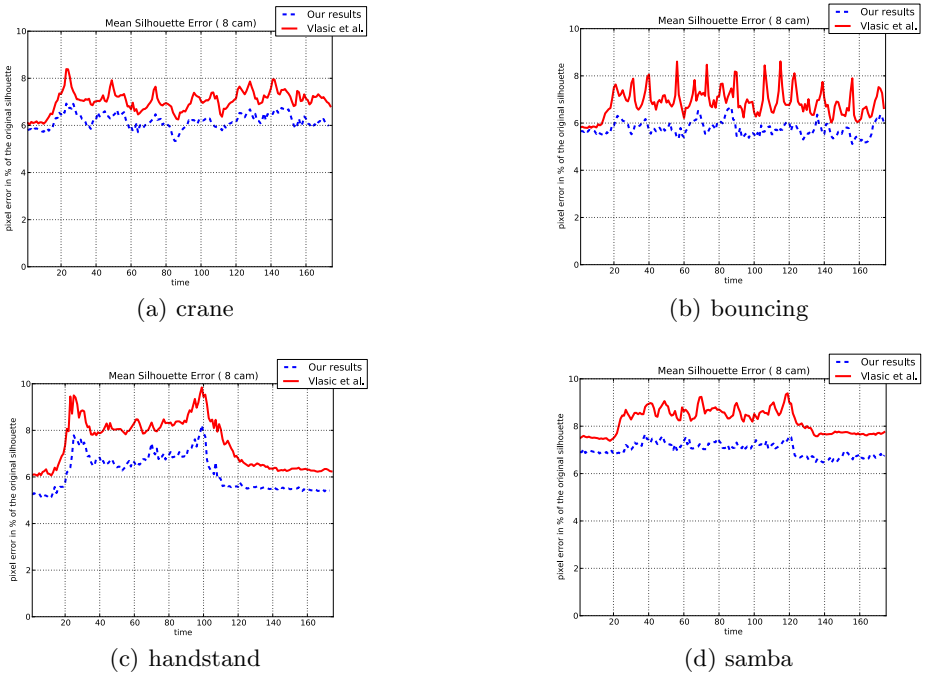 Mean Silhouette Error ( 8 cam)
Our results
Vlasic et al.
pixel error in % of the original silhouette
10
8
6
4
2
0
20 40 60 80 100 120 140 160
time
(a) crane
Mean Silhouette Error ( 8 cam)
Our results
Vlasic et al.
pixel error in % of the original silhouette
10
8
6
4
2
0
20 40 60 80 100 120 140 160
time
(b) bouncing
Mean Silhouette Error ( 8 cam)
Our results
Vlasic et al.
pixel error in % of the original silhouette
10
8
6
4
2
0
20 40 60 80 100 120 140 160
time
(c) handstand
Mean Silhouette Error ( 8 cam)
Our results
Vlasic et al.
pixel error in % of the original silhouette
10
8
6
4
2
0
20 40 60 80 100 120 140 160
time
(d) samba